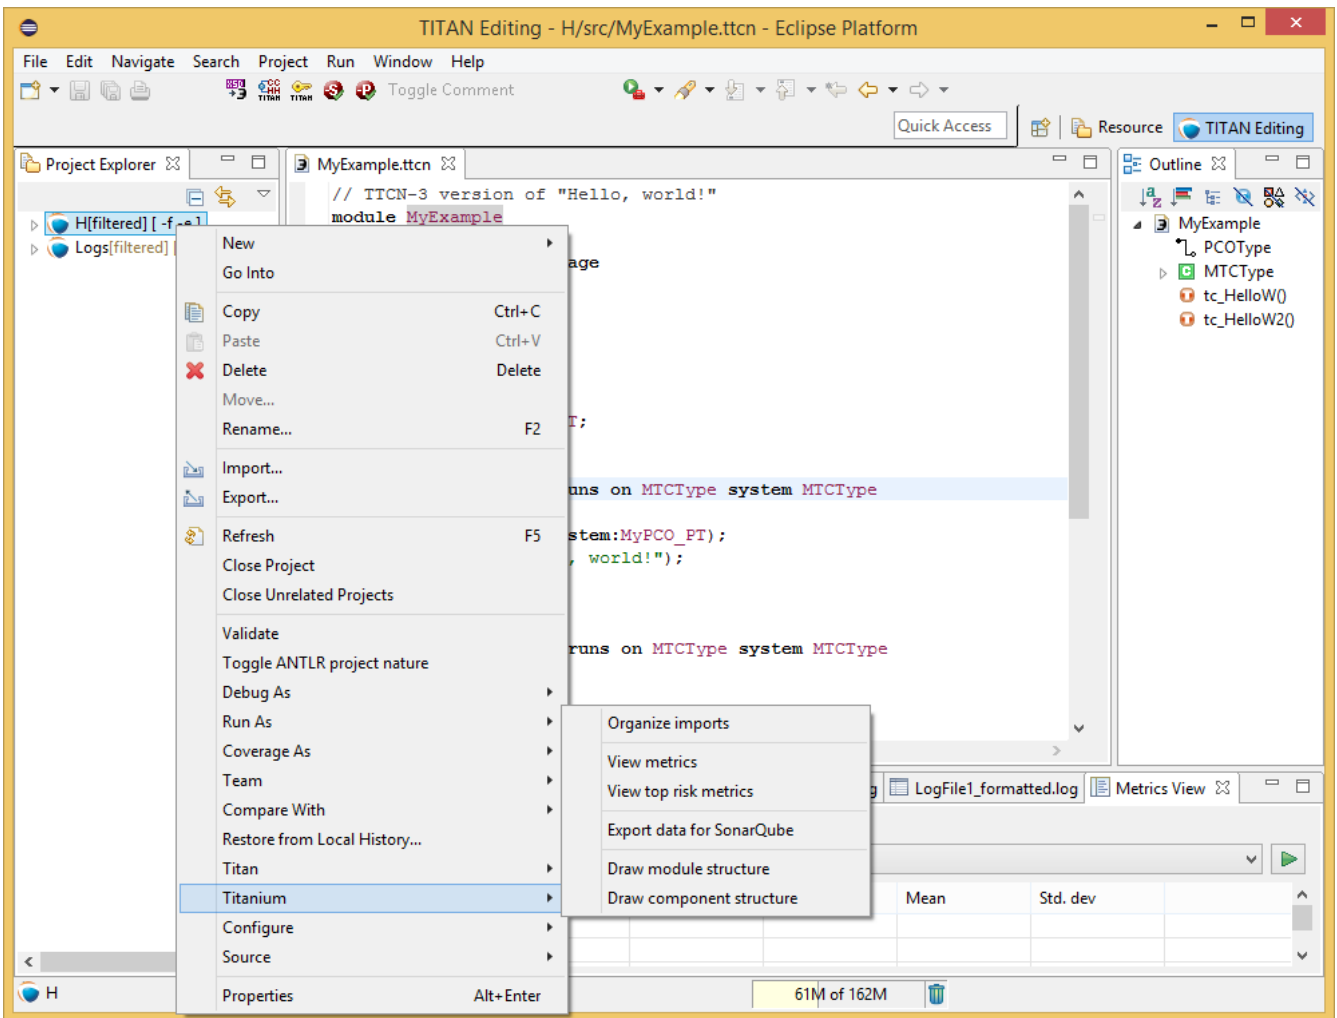 TITAN Editing - H/src/MyExample.ttcn - Eclipse Platform
File Edit Navigate Search Project Run Window Help
Toggle Comment
Quick Access
Resource
TITAN Editing
Project Explorer
H[filtered] [ -f -e ]
Logs[filtered] [
MyExample.ttcn
// TTCN-3 version of "Hello, world!"
module MyExample
age
T;
uns on MTCType system MTCType
stem:MyPCO_PT);
, world!");
runs on MTCType system MTCType
Outline
MyExample
PCOType
MTCType
tc_HelloW()
tc_HelloW2()
New
Go Into
Copy Ctrl+C
Paste Ctrl+V
Delete Delete
Move...
Rename... F2
Import...
Export...
Refresh F5
Close Project
Close Unrelated Projects
Validate
Toggle ANTLR project nature
Debug As
Run As
Coverage As
Team
Compare With
Restore from Local History...
Titan
Titanium
Configure
Source
Properties Alt+Enter
Organize imports
View metrics
View top risk metrics
Export data for SonarQube
Draw module structure
Draw component structure
g
LogFile1_formatted.log
Metrics View
Mean Std. dev
H
61M of 162M